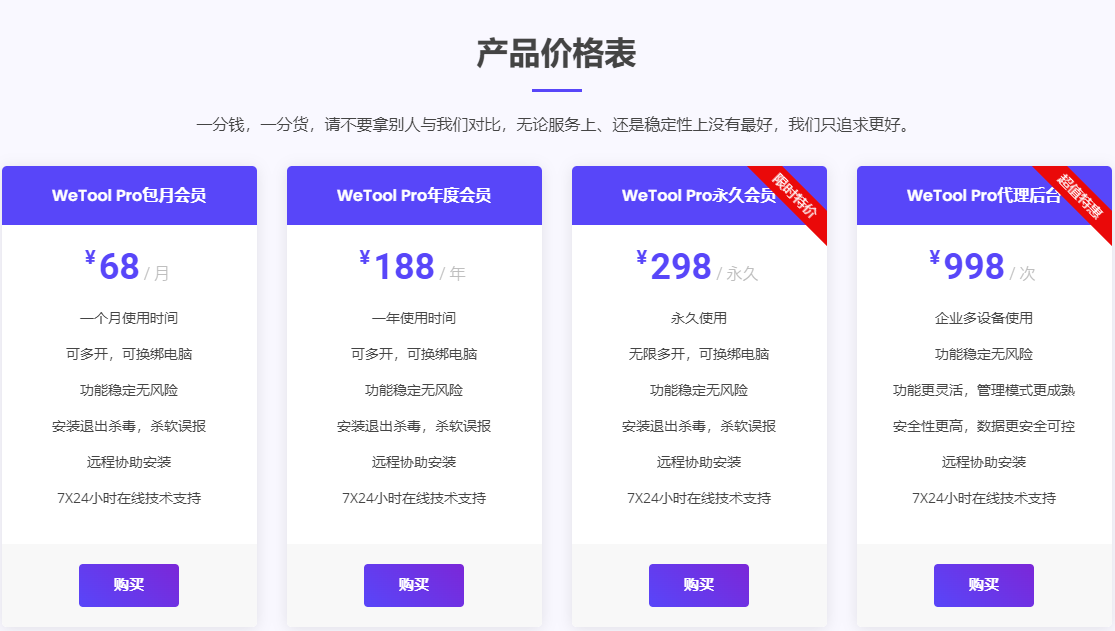 产品价格表
一分钱，一分货，请不要拿别人与我们对比，无论服务上、还是稳定性上没有最好，我们只追求更好。
WeTool Pro包月会员
¥68 / 月
一个月使用时间
可多开，可换绑电脑
功能稳定无风险
安装退出杀毒，杀软误报
远程协助安装
7X24小时在线技术支持
购买
WeTool Pro年度会员
¥188 / 年
一年使用时间
可多开，可换绑电脑
功能稳定无风险
安装退出杀毒，杀软误报
远程协助安装
7X24小时在线技术支持
购买
WeTool Pro永久会员
限时特价
¥298 / 永久
永久使用
无限多开，可换绑电脑
功能稳定无风险
安装退出杀毒，杀软误报
远程协助安装
7X24小时在线技术支持
购买
WeTool Pro代理后台
超值特惠
¥998 / 次
企业多设备使用
功能稳定无风险
功能更灵活，管理模式更成熟
安全性更高，数据更安全可控
远程协助安装
7X24小时在线技术支持
购买